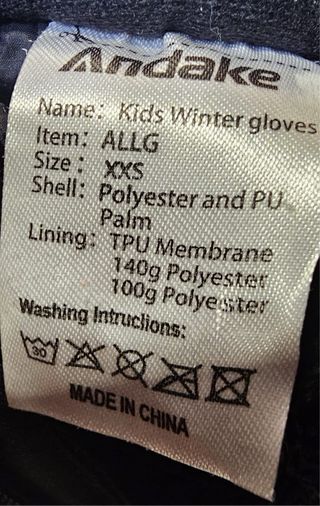 Andake
Name: Kids Winter gloves
Item: ALLG
Size: XXS
Shell: Polyester and PU
Palm
Lining: TPU Membrane
140g Polyester
100g Polyester
Washing Intructions:
30
MADE IN CHINA